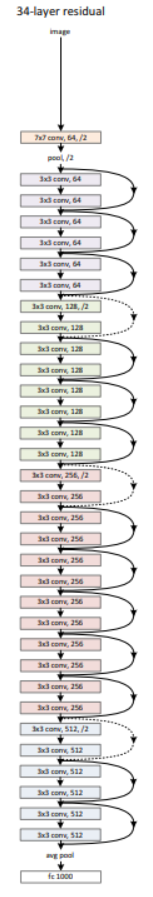 34-layer residual
image
7x7 conv, 64, /2
pool, /2
3x3 conv, 64
3x3 conv, 64
3x3 conv, 64
3x3 conv, 64
3x3 conv, 64
3x3 conv, 64
3x3 conv, 128, /2
3x3 conv, 128
3x3 conv, 128
3x3 conv, 128
3x3 conv, 128
3x3 conv, 128
3x3 conv, 128
3x3 conv, 128
3x3 conv, 256, /2
3x3 conv, 256
3x3 conv, 256
3x3 conv, 256
3x3 conv, 256
3x3 conv, 256
3x3 conv, 256
3x3 conv, 256
3x3 conv, 256
3x3 conv, 256
3x3 conv, 256
3x3 conv, 256
3x3 conv, 512, /2
3x3 conv, 512
3x3 conv, 512
3x3 conv, 512
3x3 conv, 512
3x3 conv, 512
avg pool
fc 1000